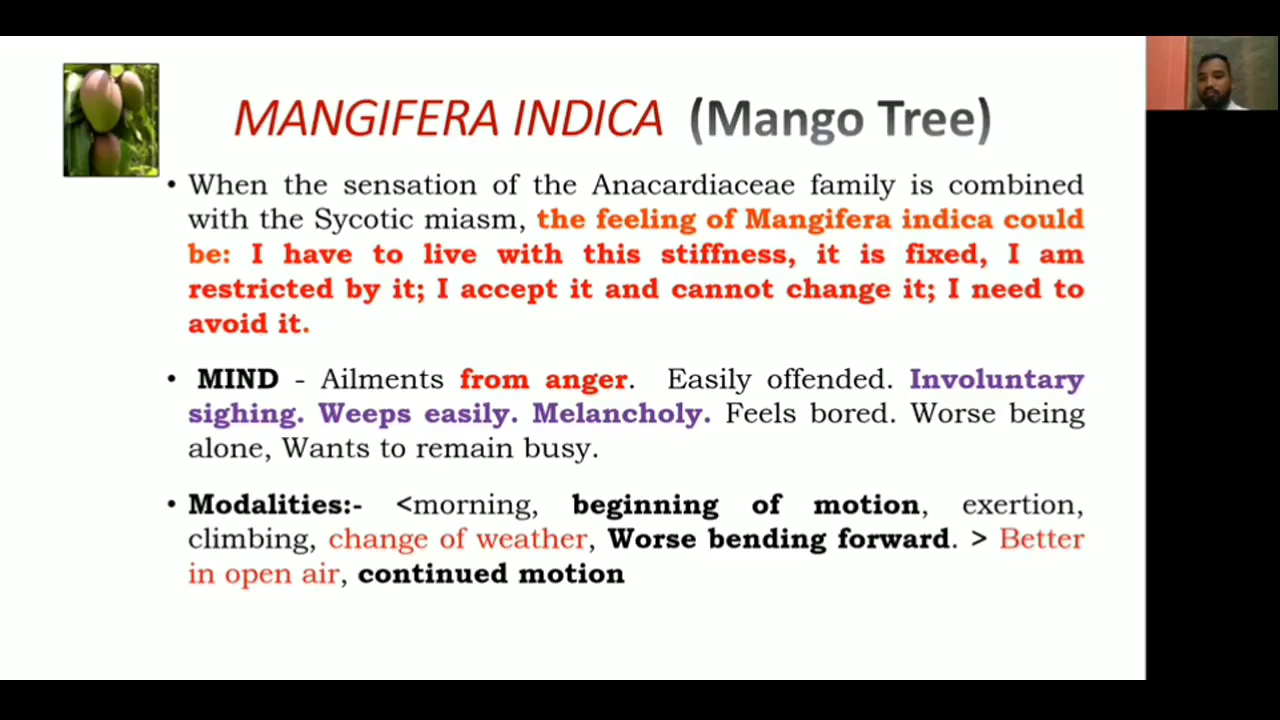 MANGIFERA INDICA (Mango Tree)
• When the sensation of the Anacardiaceae family is combined
with the Sycotic miasm, the feeling of Mangifera indica could
be: I have to live with this stiffness, it is fixed, I am
restricted by it; I accept it and cannot change it; I need to
avoid it.
• MIND - Ailments from anger. Easily offended. Involuntary
sighing. Weeps easily. Melancholy. Feels bored. Worse being
alone, Wants to remain busy.
• Modalities:- <morning, beginning of motion, exertion,
climbing, change of weather, Worse bending forward. > Better
in open air, continued motion